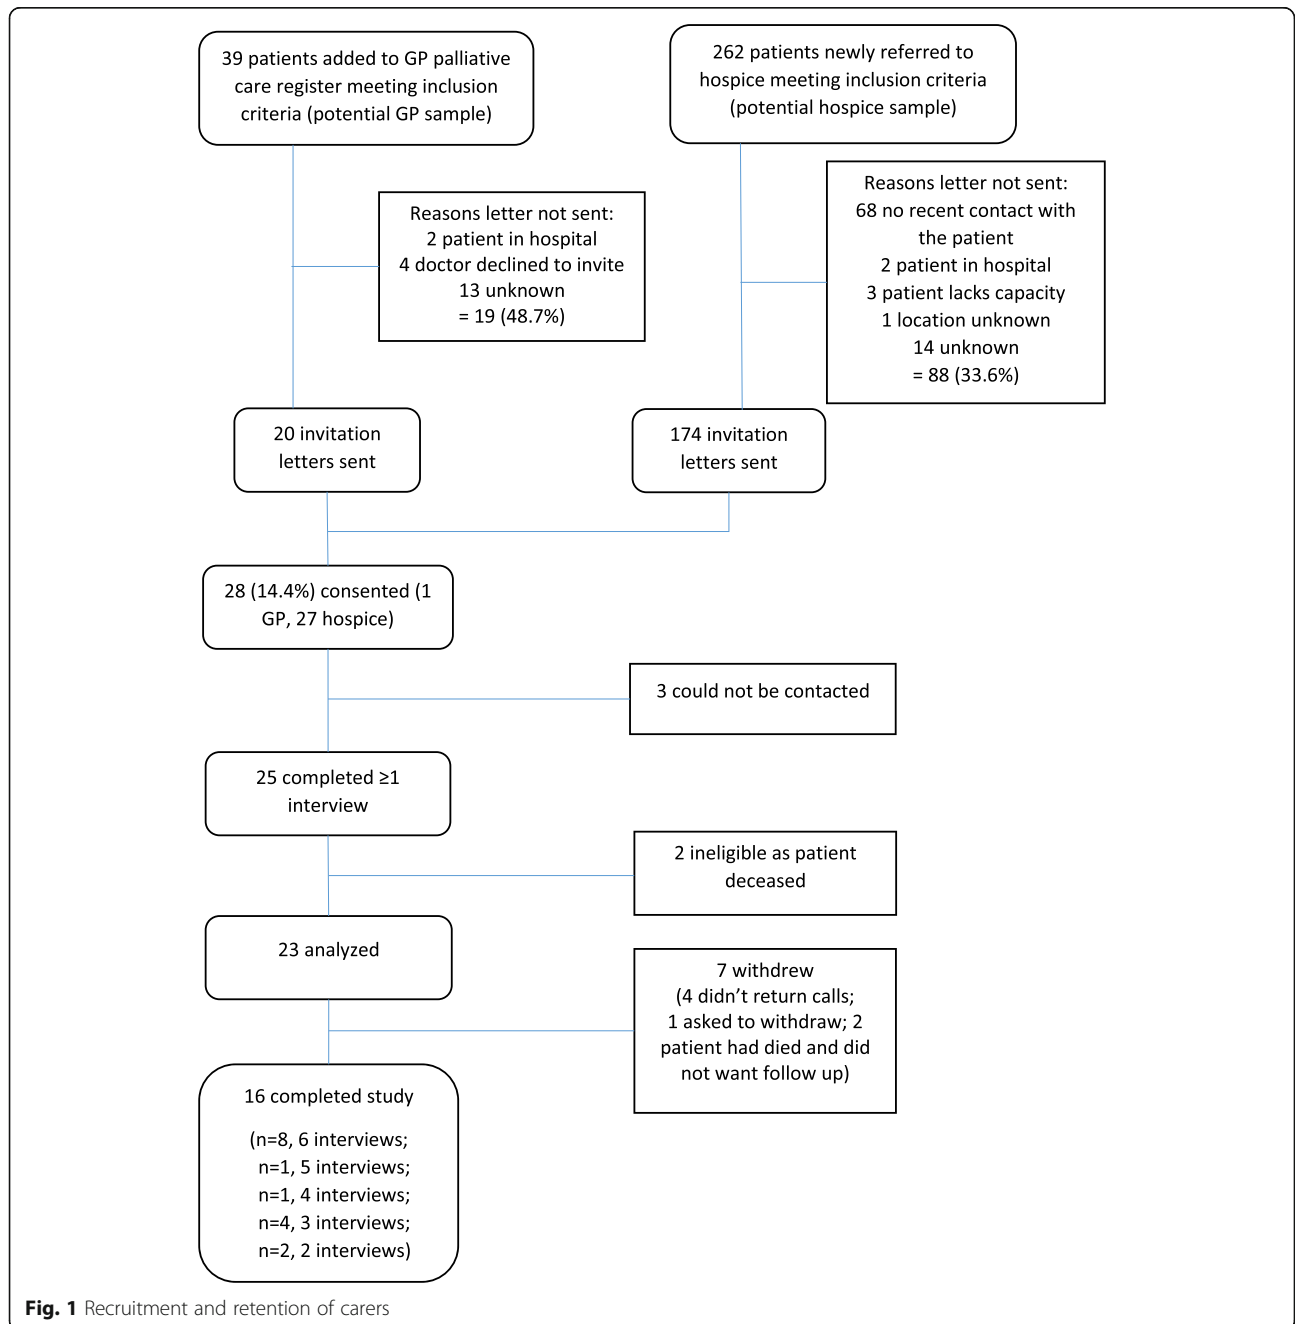 39 patients added to GP palliative
care register meeting inclusion
criteria (potential GP sample)
262 patients newly referred to
hospice meeting inclusion criteria
(potential hospice sample)
Reasons letter not sent:
2 patient in hospital
4 doctor declined to invite
13 unknown
= 19 (48.7%)
Reasons letter not sent:
68 no recent contact with
the patient
2 patient in hospital
3 patient lacks capacity
1 location unknown
14 unknown
= 88 (33.6%)
20 invitation
letters sent
174 invitation
letters sent
28 (14.4%) consented (1
GP, 27 hospice)
3 could not be contacted
25 completed ≥1
interview
2 ineligible as patient
deceased
23 analyzed
7 withdrew
(4 didn’t return calls;
1 asked to withdraw; 2
patient had died and did
not want follow up)
16 completed study
(n=8, 6 interviews;
n=1, 5 interviews;
n=1, 4 interviews;
n=4, 3 interviews;
n=2, 2 interviews)
Fig. 1 Recruitment and retention of carers